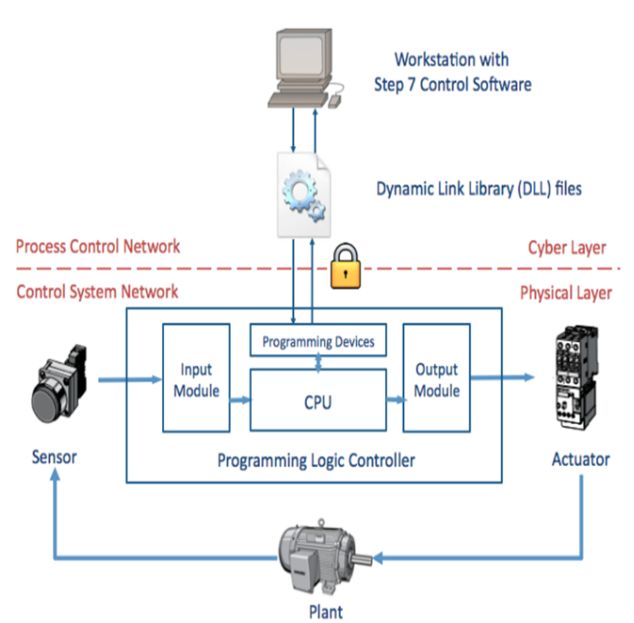 Workstation with
Step 7 Control Software
Dynamic Link Library (DLL) files
Process Control Network
Cyber Layer
Control System Network
Physical Layer
Programming Devices
Input
Module
Output
Module
CPU
Programming Logic Controller
Sensor
Actuator
Plant